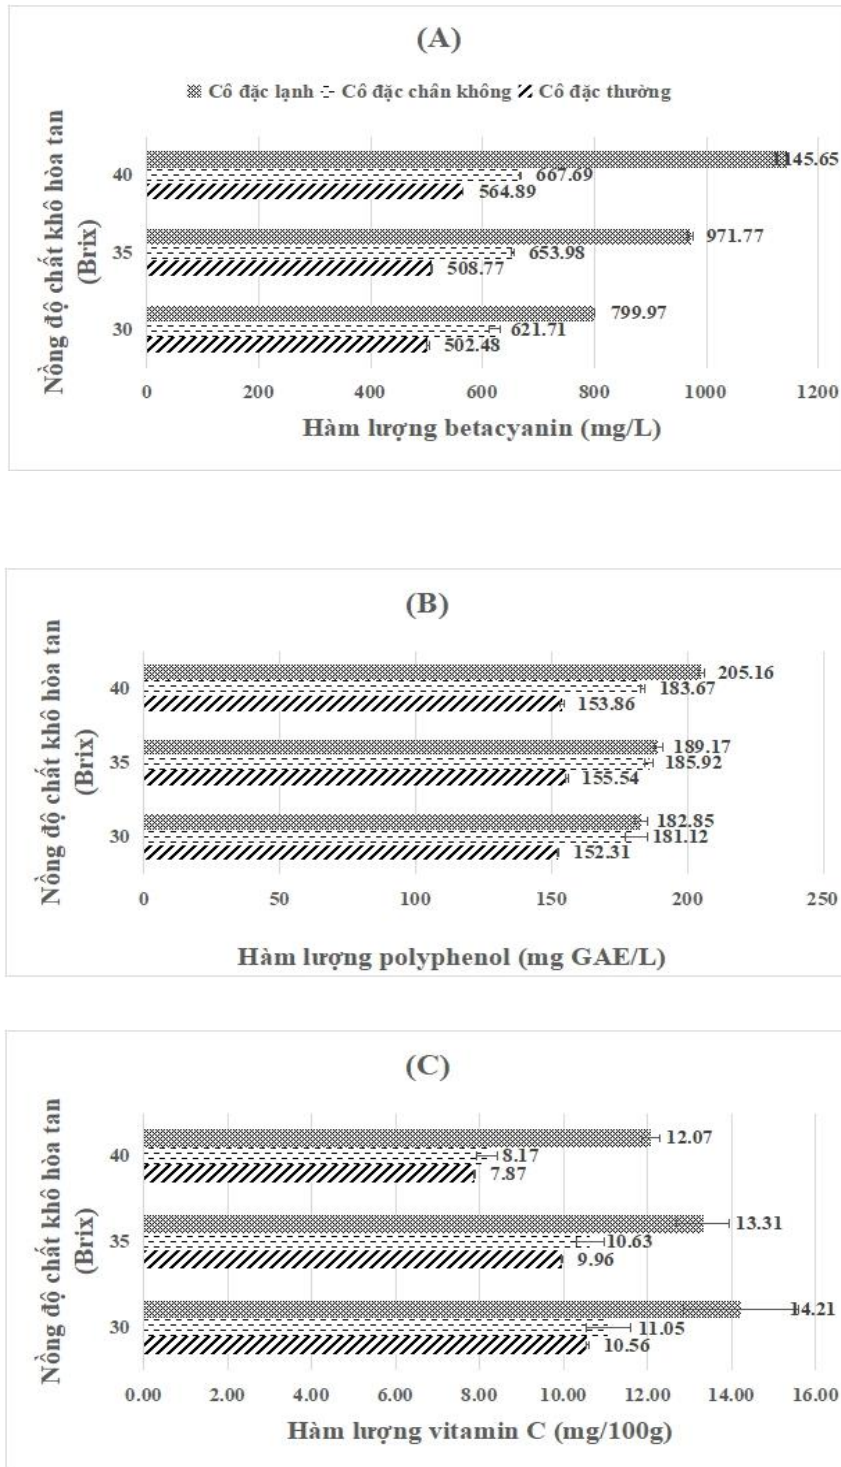 (A)
Cô đặc lạnh Cô đặc chân không Cô đặc thường
Nồng độ chất khô hòa tan
(Brix)
40
1145.65
667.69
564.89
35
971.77
653.98
508.77
30
799.97
621.71
502.48
0 200 400 600 800 1000 1200
Hàm lượng betacyanin (mg/L)
(B)
Nồng độ chất khô hòa tan
(Brix)
40
205.16
183.67
153.86
35
189.17
185.92
155.54
30
182.85
181.12
152.31
0 50 100 150 200 250
Hàm lượng polyphenol (mg GAE/L)
(C)
Nồng độ chất khô hòa tan
(Brix)
40
12.07
8.17
7.87
35
13.31
10.63
9.96
30
14.21
11.05
10.56
0.00 2.00 4.00 6.00 8.00 10.00 12.00 14.00 16.00
Hàm lượng vitamin C (mg/100g)